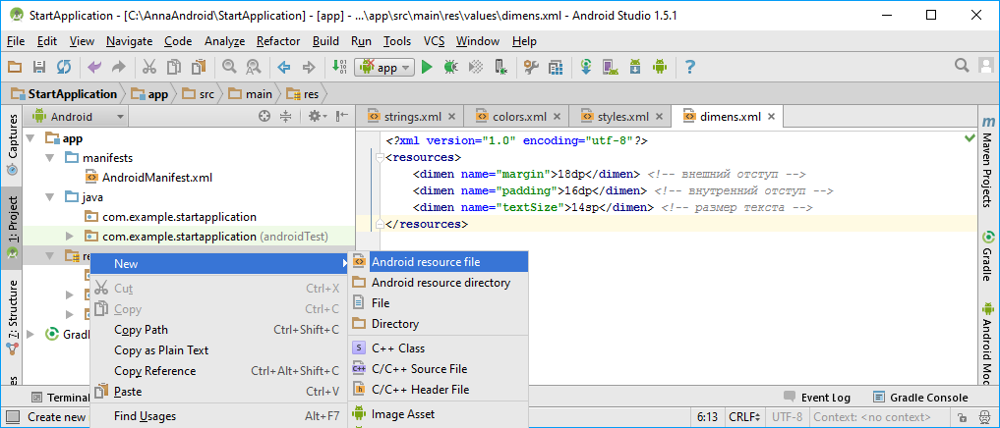 StartApplication - [C:\AnnaAndroid\StartApplication] - [app] - ...\app\src\main\res\values\dimens.xml - Android Studio 1.5.1
File Edit View Navigate Code Analyze Refactor Build Run Tools VCS Window Help
app
StartApplication app src main res
Captures
1: Project
7: Structure
Android
app
manifests
AndroidManifest.xml
java
com.example.startapplication
com.example.startapplication (androidTest)
strings.xml colors.xml styles.xml dimens.xml
<?xml version="1.0" encoding="utf-8"?>
<resources>
<dimen name="margin">18dp</dimen> <!-- внешний отступ -->
<dimen name="padding">16dp</dimen> <!-- внутренний отступ -->
<dimen name="textSize">14sp</dimen> <!-- размер текста -->
</resources>
New
Cut Ctrl+X
Copy Ctrl+C
Copy Path Ctrl+Shift+C
Copy as Plain Text
Copy Reference Ctrl+Alt+Shift+C
Paste Ctrl+V
Find Usages Alt+F7
Android resource file
Android resource directory
File
Directory
C++ Class
C/C++ Source File
C/C++ Header File
Image Asset
Maven Projects
Gradle
Android Mod
Terminal
Event Log Gradle Console
Create new
6:13 CRLF UTF-8 Context: <no context>